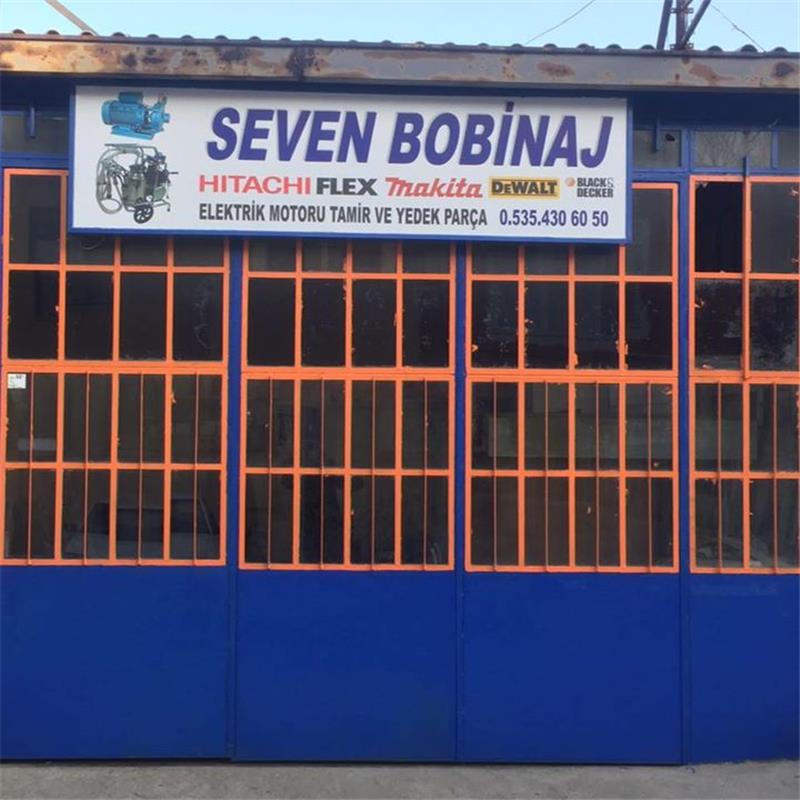 SEVEN BOBİNAJ
HITACHI FLEX makita DEWALT BLACK& DECKER
ELEKTRİK MOTORU TAMİR VE YEDEK PARÇA 0.535.430 60 50